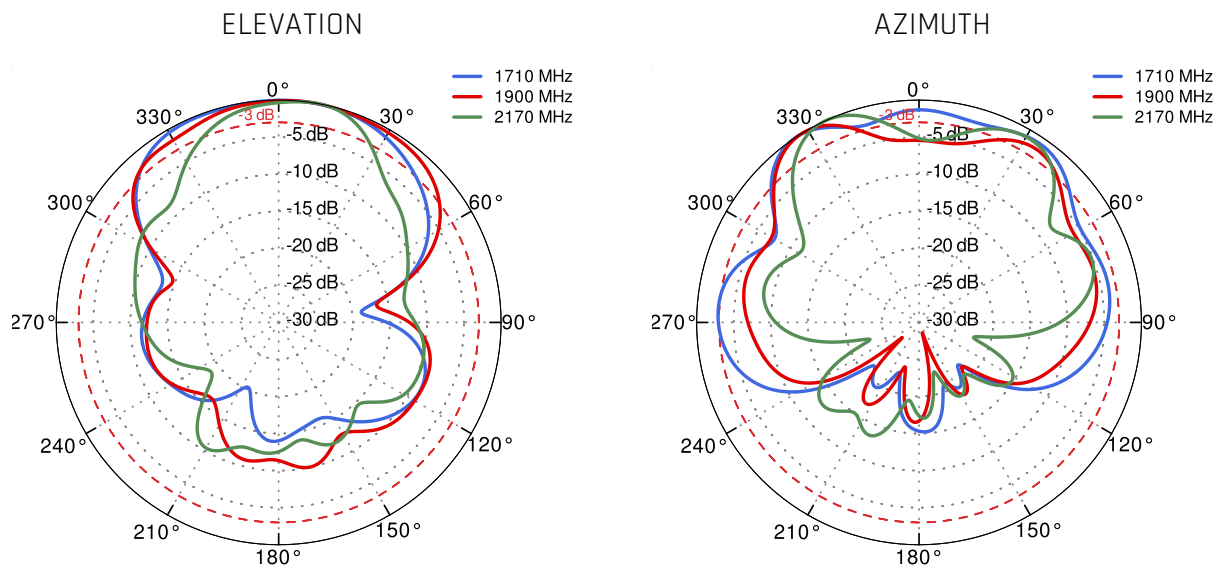 ELEVATION
1710 MHz
1900 MHz
2170 MHz
0°
330°
30°
-3 dB
-5 dB
-10 dB
300°
60°
-15 dB
-20 dB
-25 dB
270°
-30 dB
90°
240°
120°
210°
150°
180°
AZIMUTH
1710 MHz
1900 MHz
2170 MHz
0°
330°
30°
-3 dB
-5 dB
-10 dB
300°
60°
-15 dB
-20 dB
-25 dB
270°
-30 dB
90°
240°
120°
210°
150°
180°